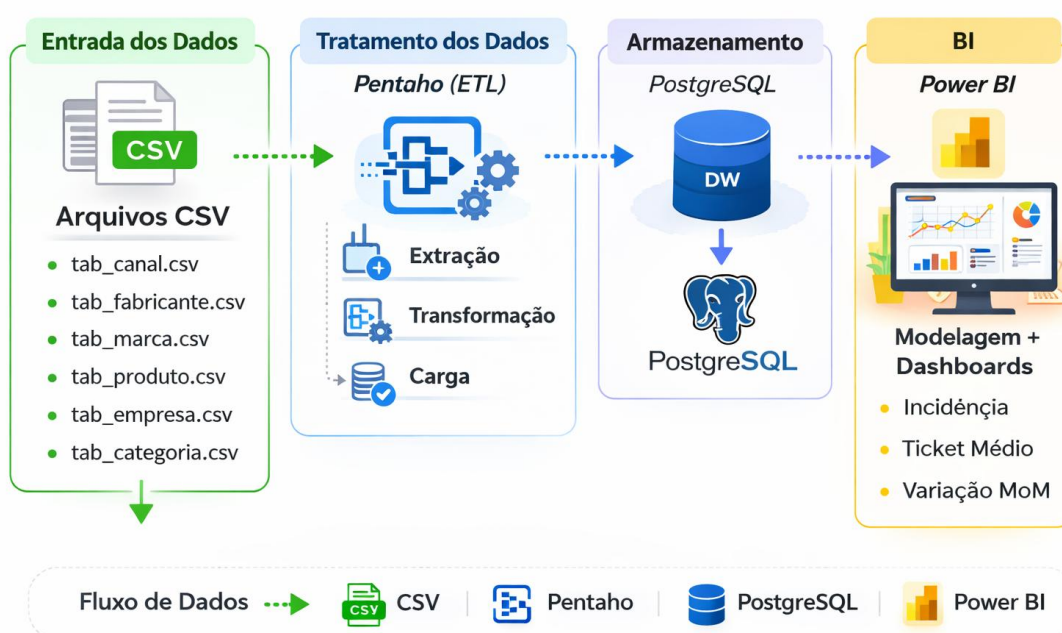 Entrada dos Dados
CSV
Arquivos CSV
tab_canal.csv
tab_fabricante.csv
tab_marca.csv
tab_produto.csv
tab_empresa.csv
tab_categoria.csv
Tratamento dos Dados
Pentaho (ETL)
Extração
Transformação
Carga
Armazenamento
PostgreSQL
DW
PostgreSQL
BI
Power BI
Modelagem +
Dashboards
Incidénçia
Ticket Médio
Variação MoM
Fluxo de Dados
CSV
CSV
Pentaho
PostgreSQL
Power BI